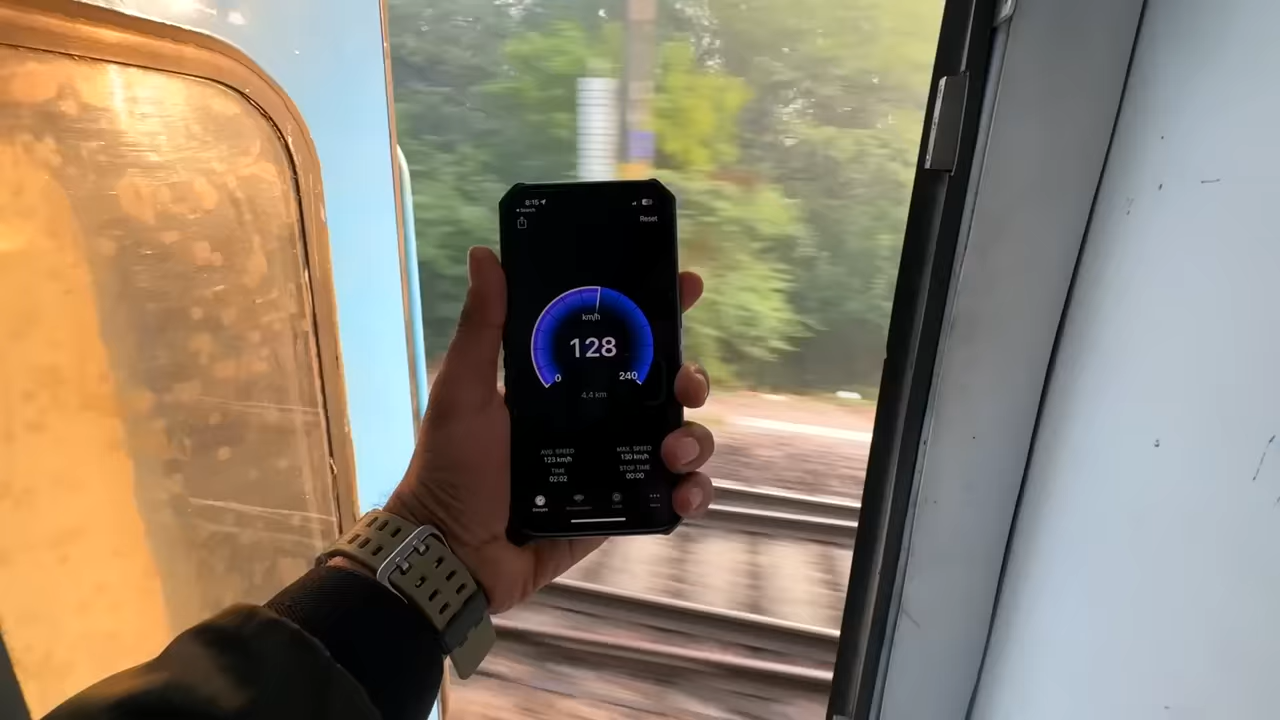 8:15
Search
Reset
km/h
128
0 240
4.4 km
AVG. SPEED MAX. SPEED
123 km/h 130 km/h
TIME STOP TIME
02:02 00:00